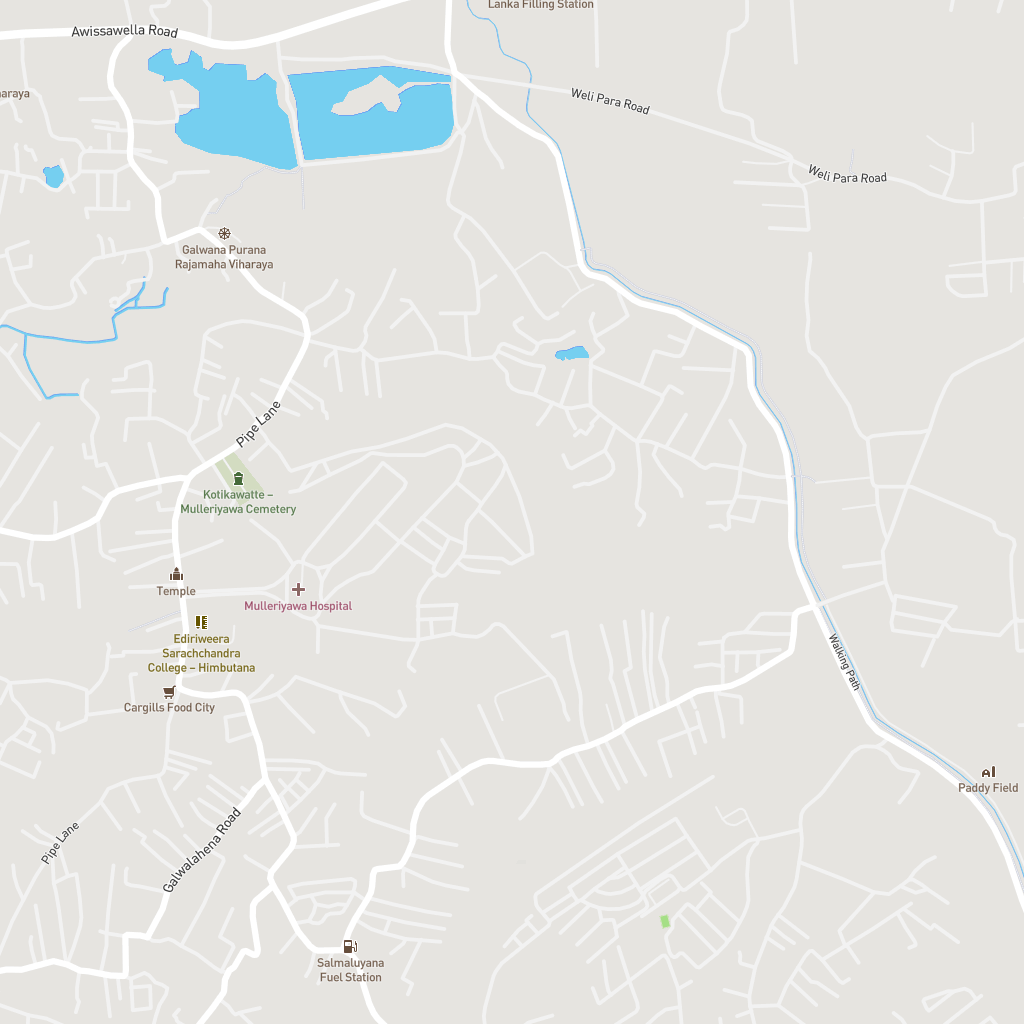 Lanka Filling Station
Awissawella Road
araya
Weli Para Road
Weli Para Road
Galwana Purana
Rajamaha Viharaya
Pipe Lane
Kotikawatte –
Mulleriyawa Cemetery
Temple
Mulleriyawa Hospital
Ediriweera
Sarachchandra
College – Himbutana
Walking Path
Cargills Food City
Paddy Field
Pipe Lane
Galwalahena Road
Salmaluyana
Fuel Station